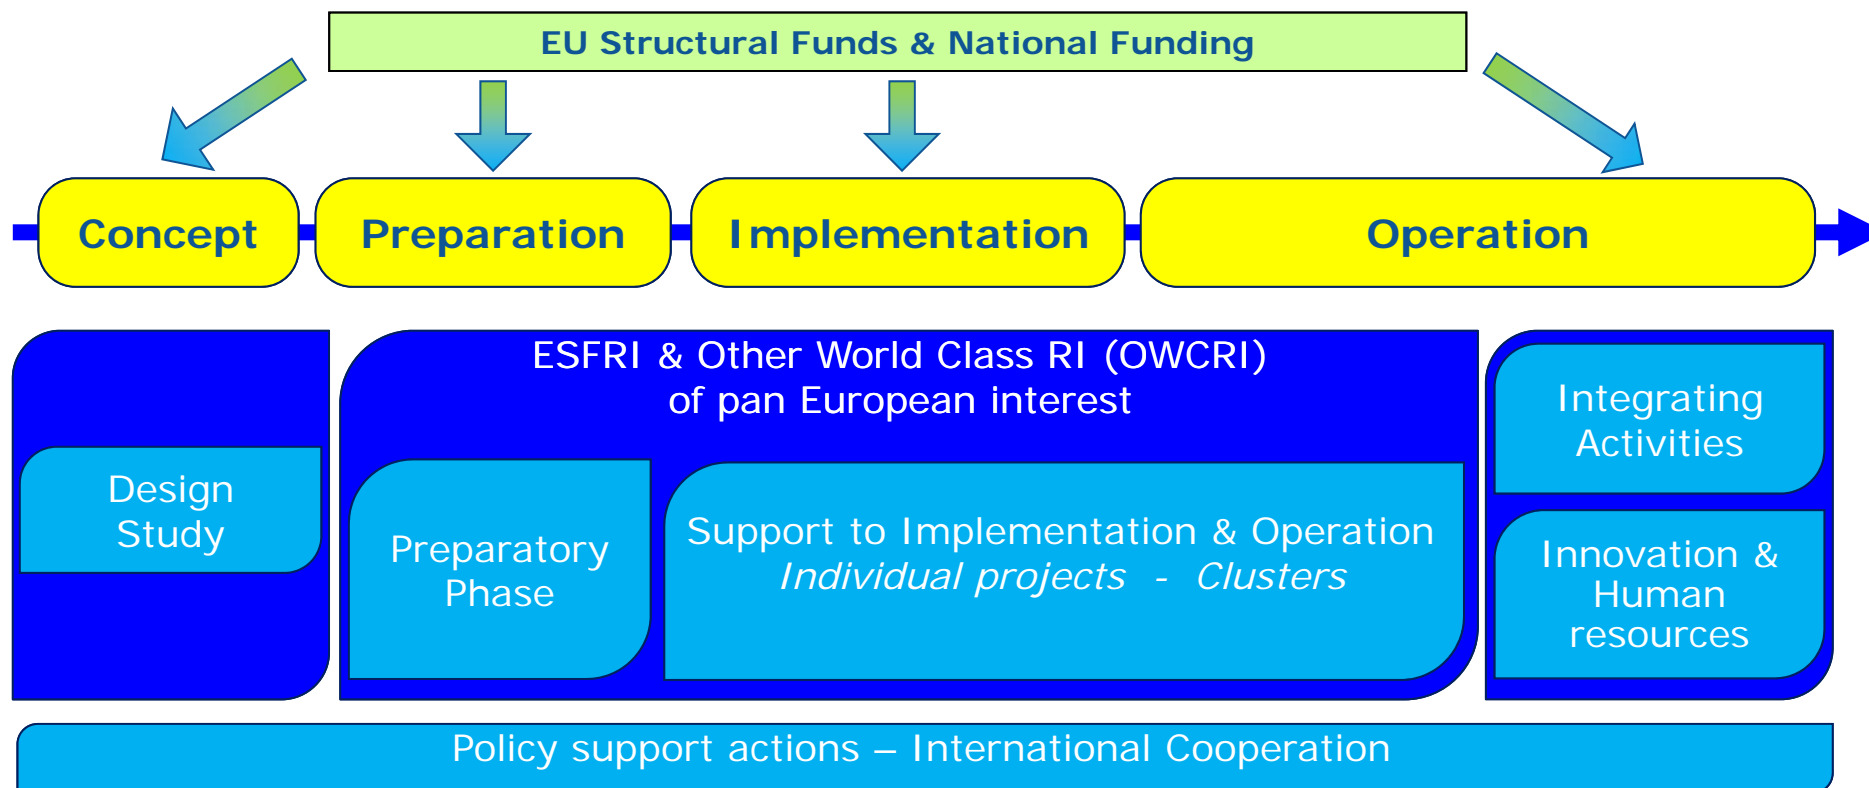 EU Structural Funds & National Funding
Concept
Preparation
Implementation
Operation
ESFRI & Other World Class RI (OWCRI)
of pan European interest
Design
Study
Preparatory
Phase
Support to Implementation & Operation
Individual projects - Clusters
Integrating
Activities
Innovation &
Human
resources
Policy support actions – International Cooperation